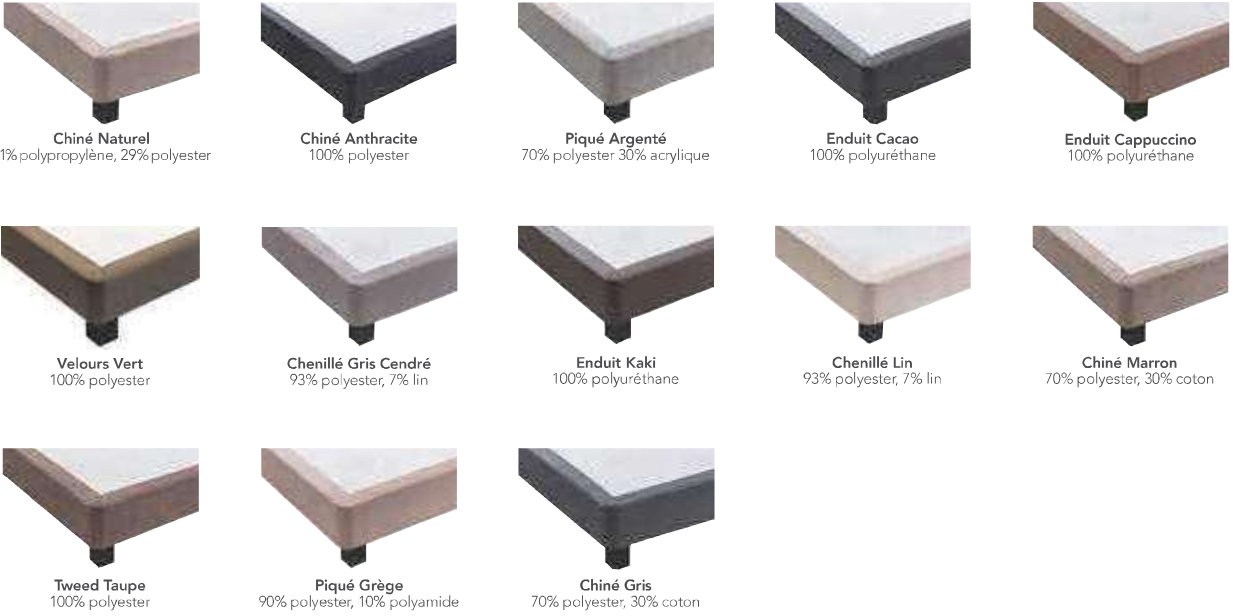 Chiné Naturel
1% polypropylène, 29% polyester
Chiné Anthracite
100% polyester
Piqué Argenté
70% polyester 30% acrylique
Enduit Cacao
100% polyuréthane
Enduit Cappuccino
100% polyuréthane
Velours Vert
100% polyester
Chenillé Gris Cendré
93% polyester, 7% lin
Enduit Kaki
100% polyuréthane
Chenillé Lin
93% polyester, 7% lin
Chiné Marron
70% polyester, 30% coton
Tweed Taupe
100% polyester
Piqué Grège
90% polyester, 10% polyamide
Chiné Gris
70% polyester, 30% coton